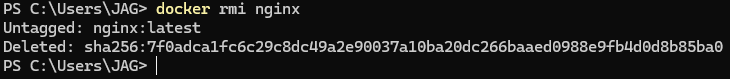 PS C:\Users\JAG> docker rmi nginx
Untagged: nginx:latest
Deleted: sha256:7f0adca1fc6c29c8dc49a2e90037a10ba20dc266baaed0988e9fb4d0d8b85ba0
PS C:\Users\JAG>